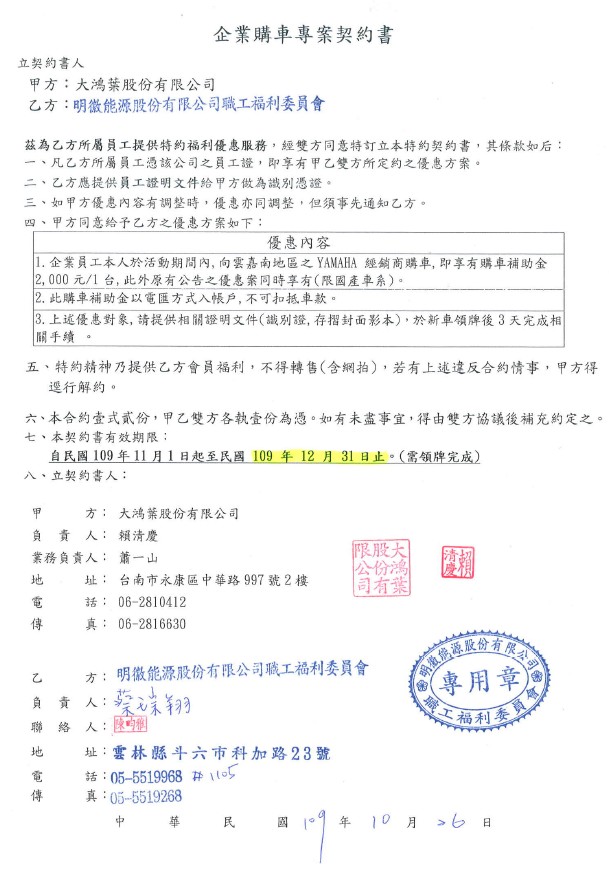 企業購車專案契約書
立契約書人
甲方：大鴻葉股份有限公司
乙方：明徽能源股份有限公司職工福利委員會
茲為乙方所屬員工提供特約福利優惠服務，經雙方同意特訂立本特約契約書，其條款如后：
一、凡乙方所屬員工憑該公司之員工證，即享有甲乙雙方所定約之優惠方案。
二、乙方應提供員工證明文件給甲方做為識別憑證。
三、如甲方優惠內容有調整時，優惠亦同調整，但須事先通知乙方。
四、甲方同意給予乙方之優惠方案如下：
優惠內容
1.企業員工本人於活動期間內,向雲嘉南地區之 YAMAHA 經銷商購車,即享有購車補助金
2,000 元/1 台,此外原有公告之優惠案同時享有(限國產車系)。
2.此購車補助金以電匯方式入帳戶,不可扣抵車款。
3.上述優惠對象,請提供相關證明文件(識別證,存摺封面影本)，於新車領牌後 3 天完成相
關手續 。
五、特約精神乃提供乙方會員福利，不得轉售(含網拍)，若有上述違反合約情事，甲方得
逕行解約。
六、本合約壹式貳份，甲乙雙方各執壹份為憑。如有未盡事宜，得由雙方協議後補充約定之。
七、本契約書有效期限：
自民國 109 年 11 月 1 日起至民國 109 年 12 月 31 日止。(需領牌完成)
八、立契約書人：
甲 方：大鴻葉股份有限公司
負 責 人：賴清慶
業務負責人：蕭一山
地 址：台南市永康區中華路 997 號 2 樓
電 話：06-2810412
傳 真：06-2816630
大鴻葉股份有限公司
賴清慶
乙 方：明徽能源股份有限公司職工福利委員會
負 責 人：蔡
聯 絡 人：陳
地 址：雲林縣斗六市科加路23號
電 話：05-5519968 #1105
傳 真：05-5519268
明徽能源股份有限公司
專用章
職工福利委員會
中 華 民 國 109 年 10 月 26 日